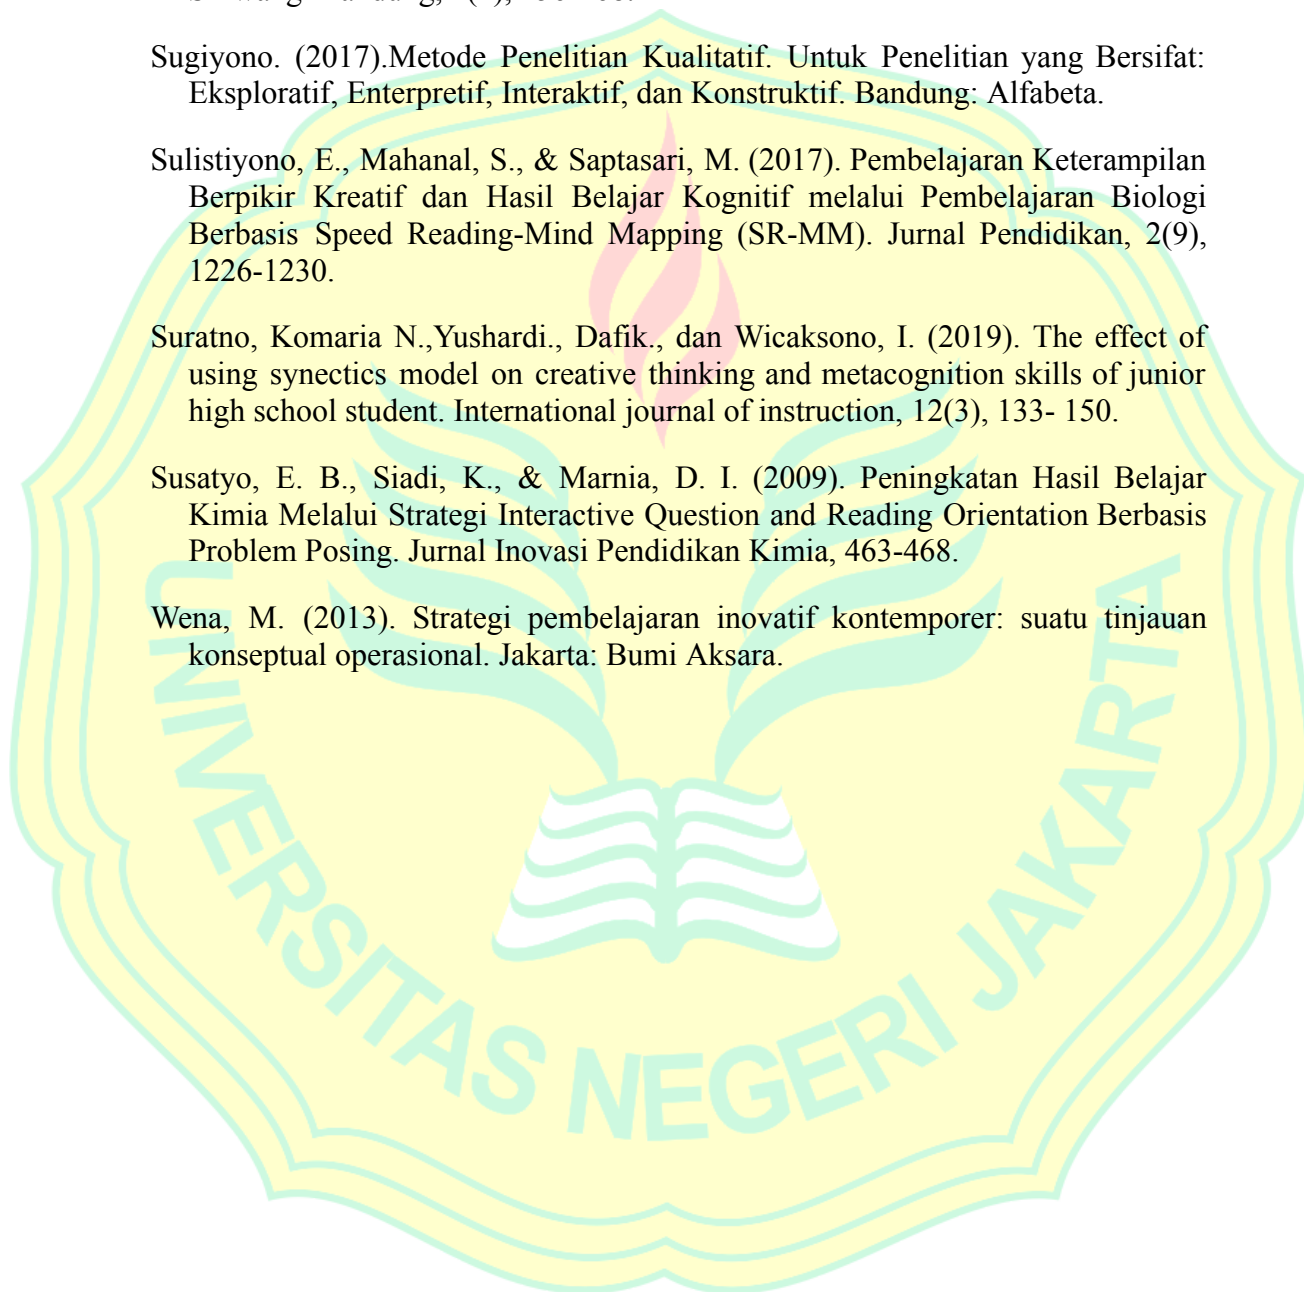 Sugiyono. (2017).Metode Penelitian Kualitatif. Untuk Penelitian yang Bersifat:
Eksploratif, Enterpretif, Interaktif, dan Konstruktif. Bandung: Alfabeta.
Sulistiyono, E., Mahanal, S., & Saptasari, M. (2017). Pembelajaran Keterampilan
Berpikir Kreatif dan Hasil Belajar Kognitif melalui Pembelajaran Biologi
Berbasis Speed Reading-Mind Mapping (SR-MM). Jurnal Pendidikan, 2(9),
1226-1230.
Suratno, Komaria N.,Yushardi., Dafik., dan Wicaksono, I. (2019). The effect of
using synectics model on creative thinking and metacognition skills of junior
high school student. International journal of instruction, 12(3), 133- 150.
Susatyo, E. B., Siadi, K., & Marnia, D. I. (2009). Peningkatan Hasil Belajar
Kimia Melalui Strategi Interactive Question and Reading Orientation Berbasis
Problem Posing. Jurnal Inovasi Pendidikan Kimia, 463-468.
Wena, M. (2013). Strategi pembelajaran inovatif kontemporer: suatu tinjauan
konseptual operasional. Jakarta: Bumi Aksara.
UNIVERSITAS NEGERI JAKARTA